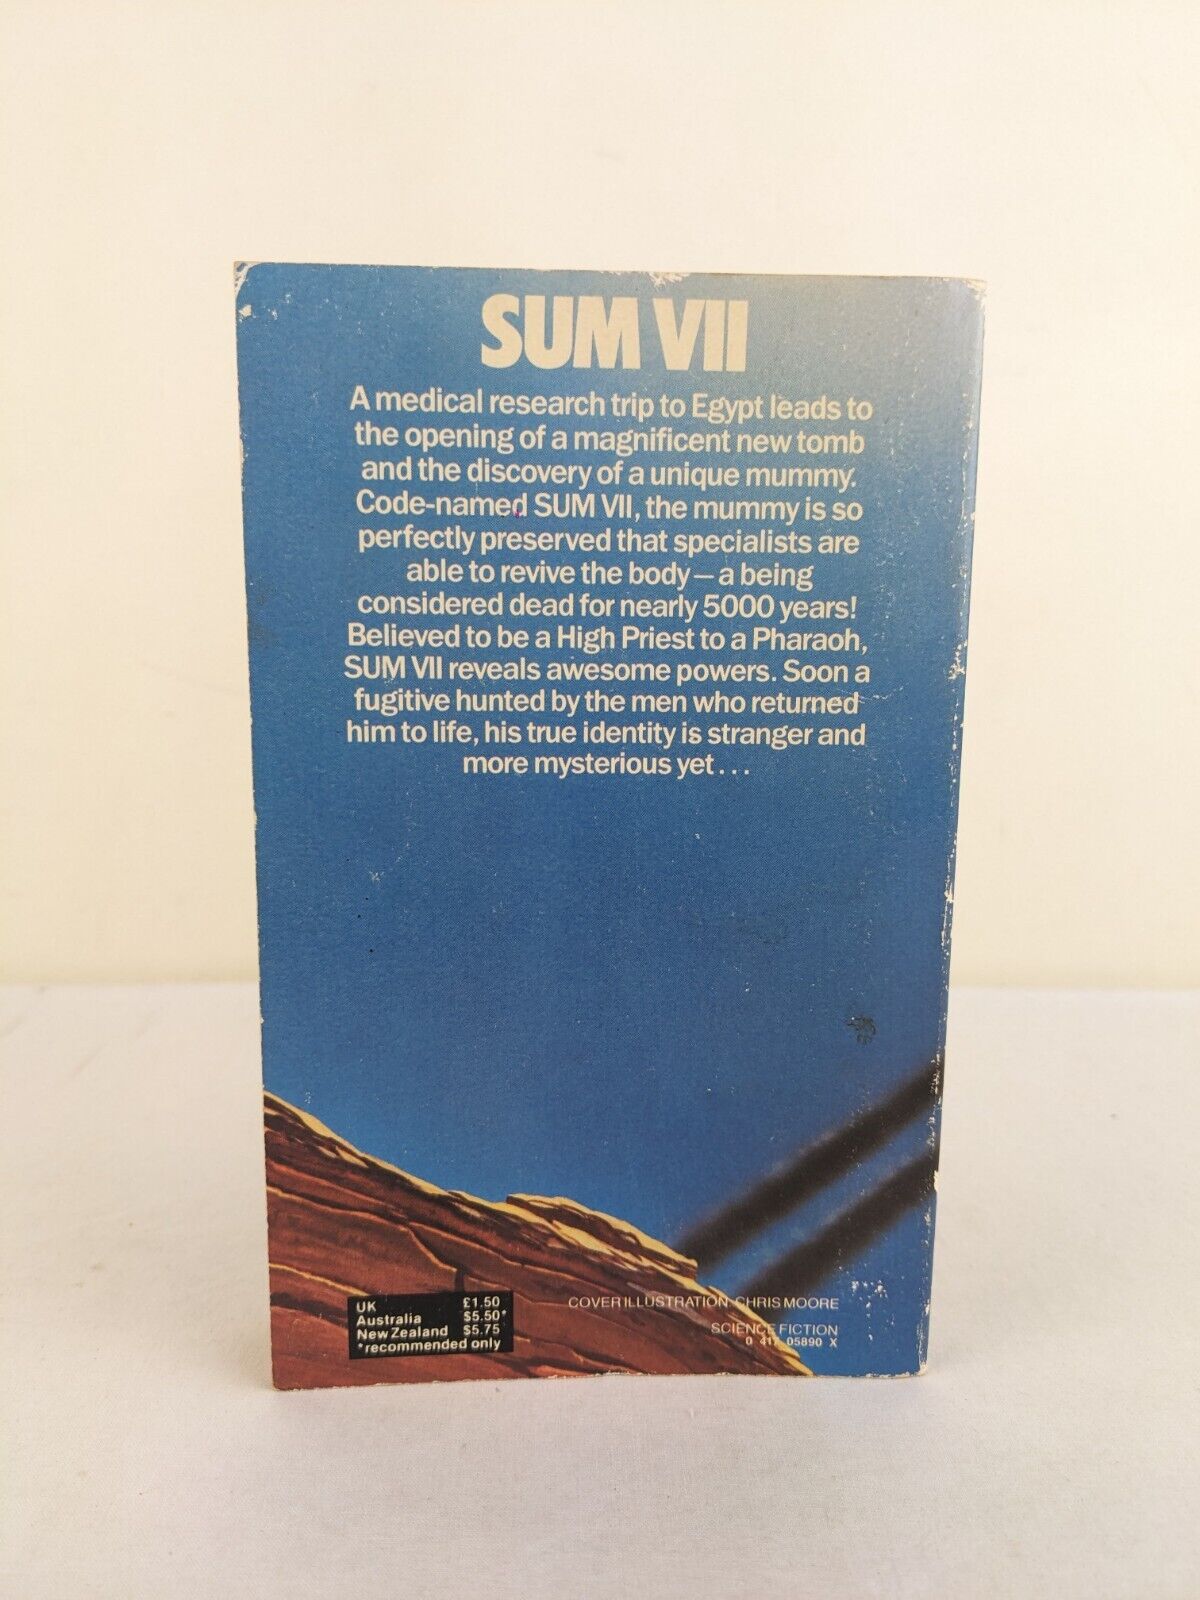 SUM VII
A medical research trip to Egypt leads to
the opening of a magnificent new tomb
and the discovery of a unique mummy.
Code-named SUM VII, the mummy is so
perfectly preserved that specialists are
able to revive the body — a being
considered dead for nearly 5000 years!
Believed to be a High Priest to a Pharaoh,
SUM VII reveals awesome powers. Soon a
fugitive hunted by the men who returned
him to life, his true identity is stranger and
more mysterious yet . . .
UK £1.50
Australia $5.50*
New Zealand $5.75
*recommended only
COVER ILLUSTRATION: CHRIS MOORE
SCIENCE FICTION
0 417 05890 X